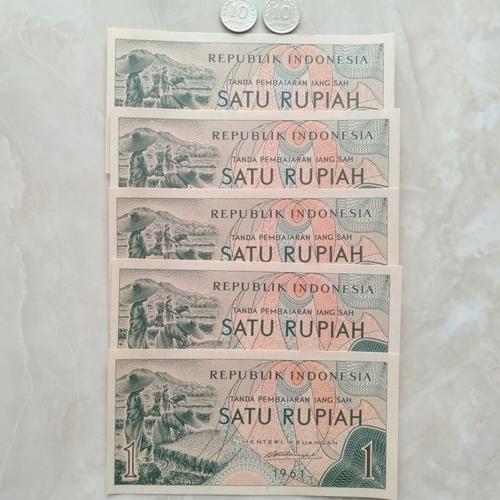 10 10
REPUBLIK INDONESIA
TANDA PEMBAJARAN JANG SAH
SATU RUPIAH
REPUBLIK INDONESIA
TANDA PEMBAJARAN JANG SAH
SATU RUPIAH
REPUBLIK INDONESIA
TANDA PEMBAJARAN JANG SAH
SATU RUPIAH
REPUBLIK INDONESIA
TANDA PEMBAJARAN JANG SAH
SATU RUPIAH
REPUBLIK INDONESIA
TANDA PEMBAJARAN JANG SAH
SATU RUPIAH
MENTERI KEUANGAN
1 1961 1